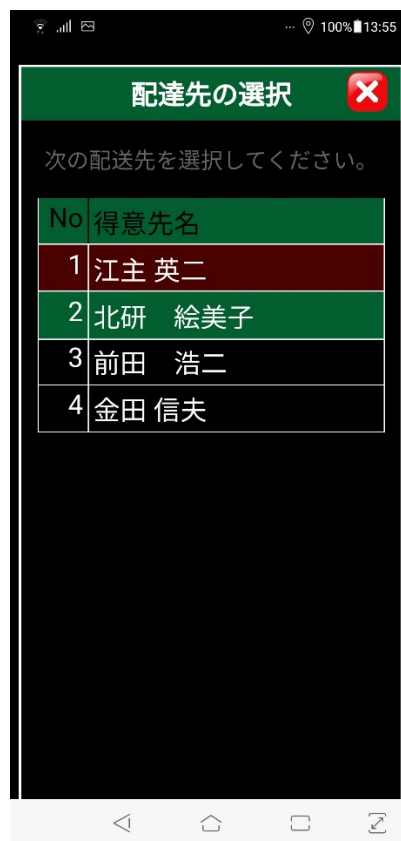 ... 100% 13:55
配達先の選択
次の配送先を選択してください。
No 得意先名
1 江主 英二
2 北研　絵美子
3 前田　浩二
4 金田 信夫